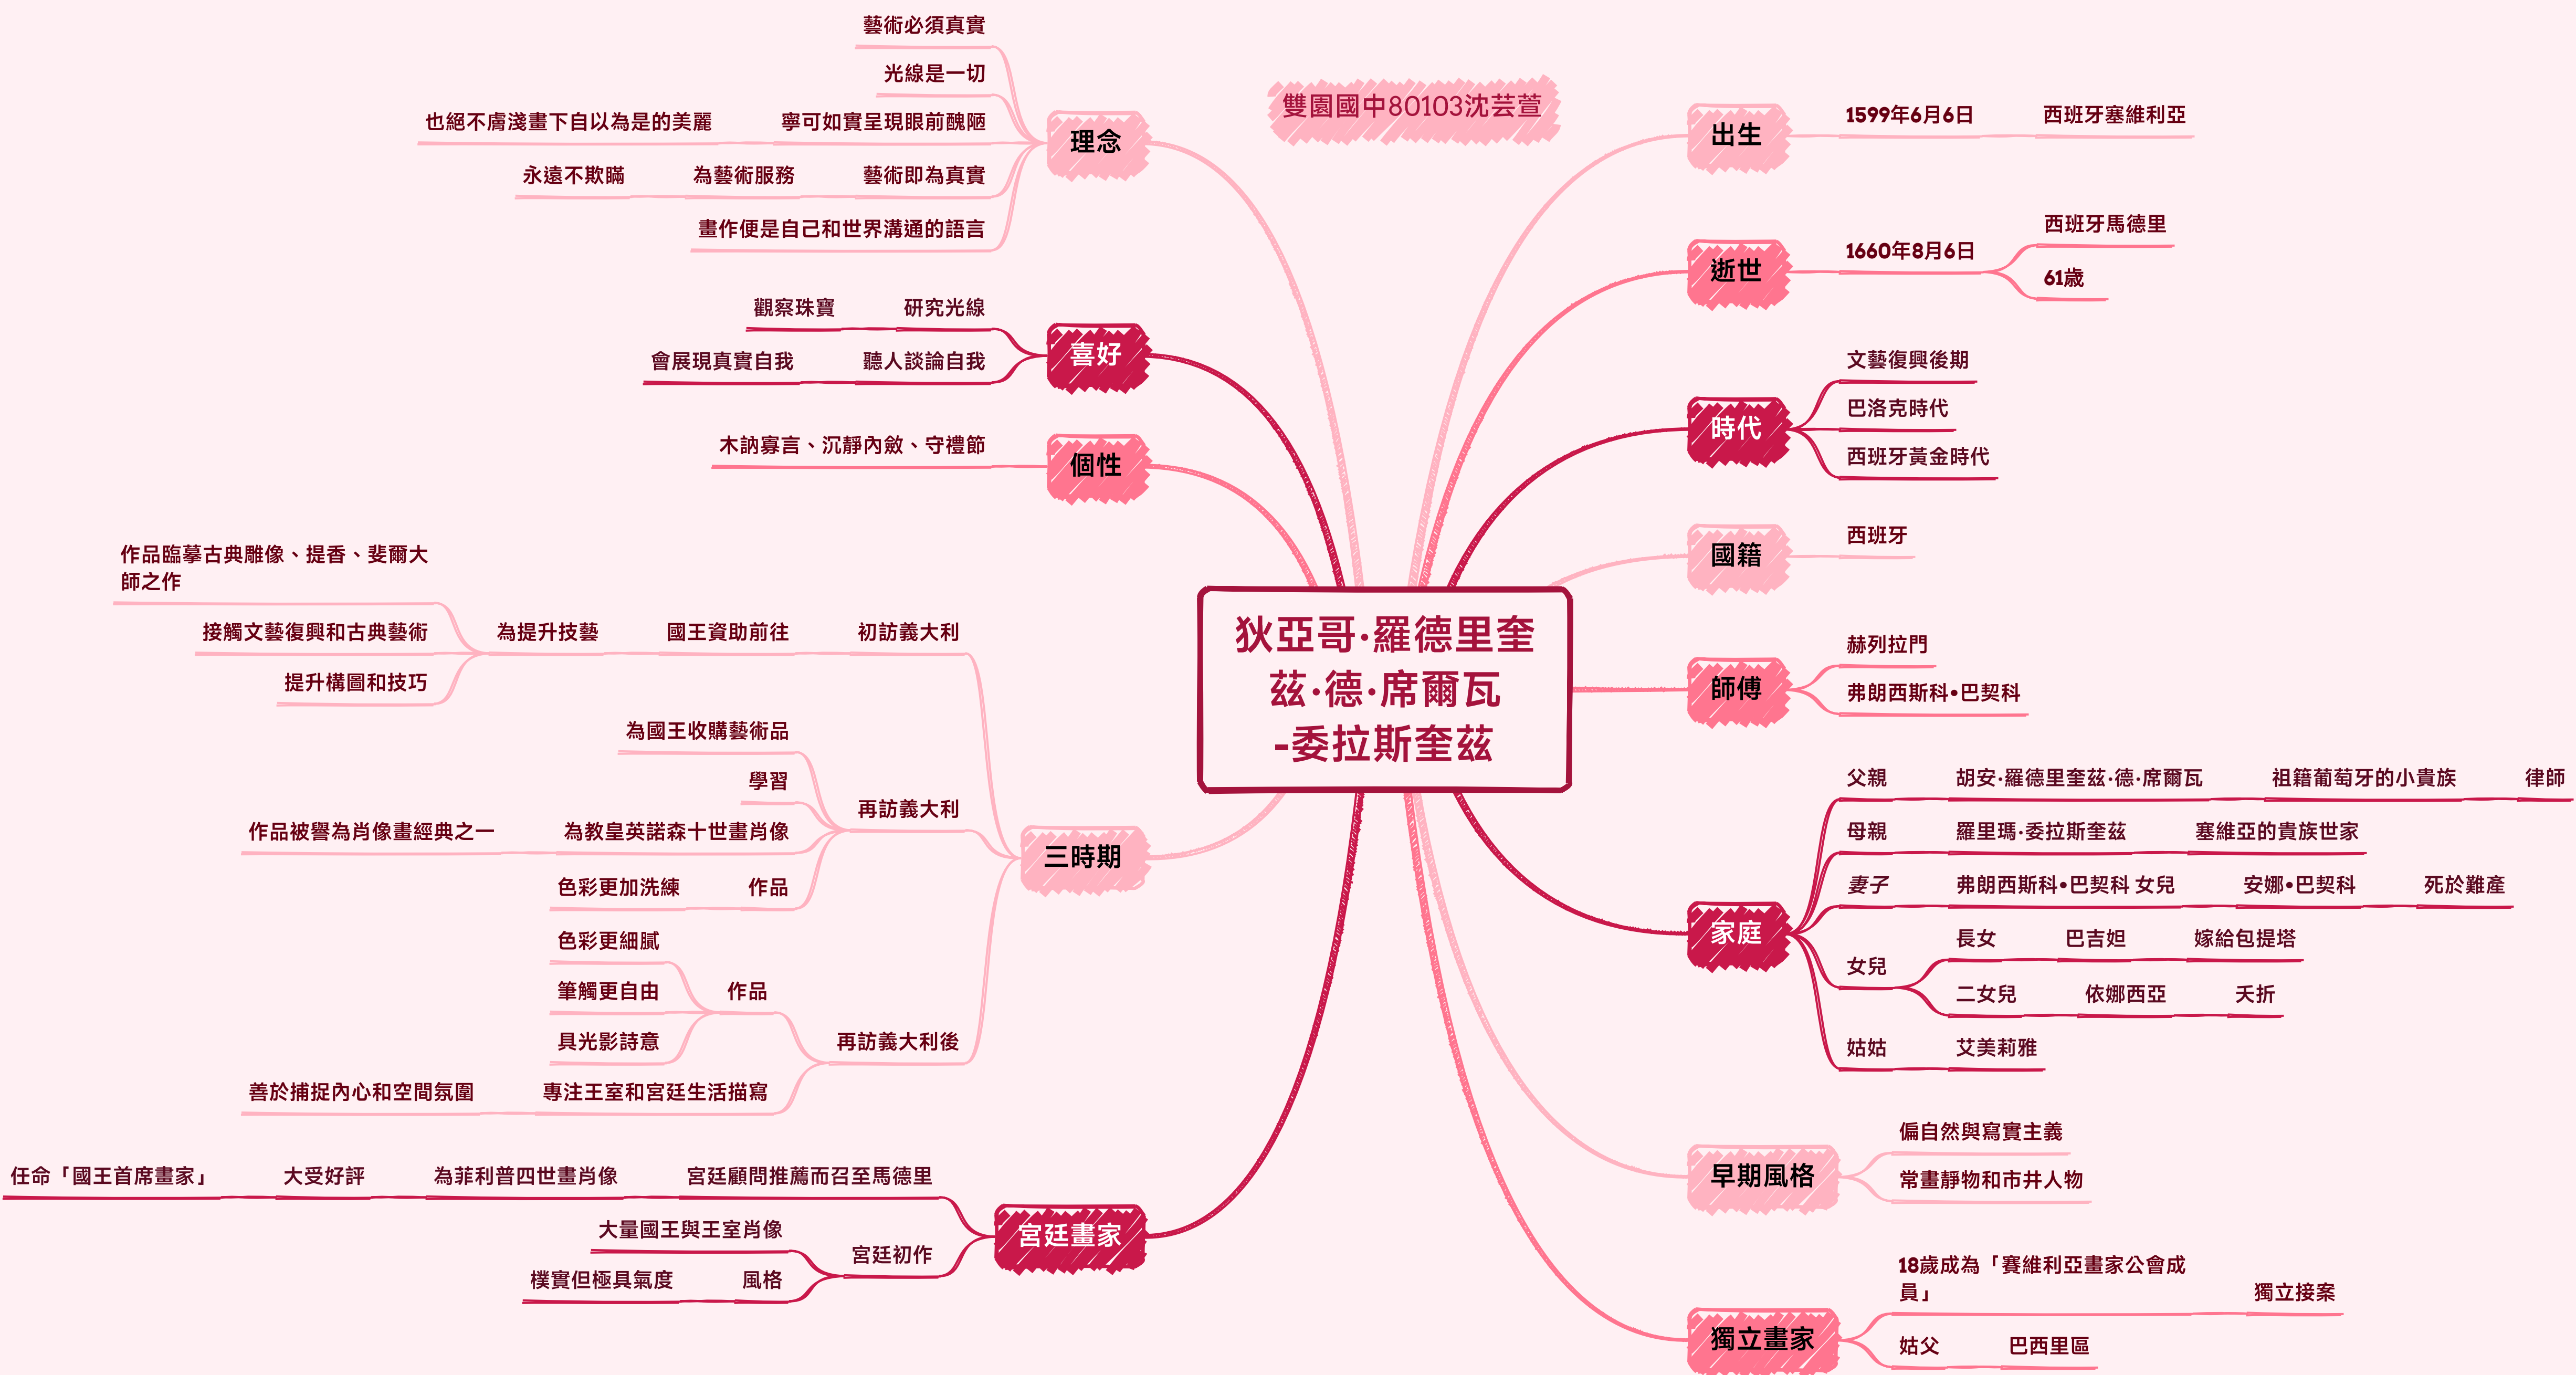 雙園國中80103沈芸萱
狄亞哥·羅德里奎
茲·德·席爾瓦
-委拉斯奎茲
出生
1599年6月6日
西班牙塞維利亞
逝世
1660年8月6日
西班牙馬德里
61歲
時代
文藝復興後期
巴洛克時代
西班牙黃金時代
國籍
西班牙
師傅
赫列拉門
弗朗西斯科•巴契科
家庭
父親
胡安·羅德里奎茲·德·席爾瓦
祖籍葡萄牙的小貴族
律師
母親
羅里瑪·委拉斯奎茲
塞維亞的貴族世家
妻子
弗朗西斯科•巴契科 女兒
安娜•巴契科
死於難產
女兒
長女
巴吉妲
嫁給包提塔
二女兒
依娜西亞
夭折
姑姑
艾美莉雅
早期風格
偏自然與寫實主義
常畫靜物和市井人物
獨立畫家
18歲成為「賽維利亞畫家公會成
員」
獨立接案
姑父
巴西里區
理念
藝術必須真實
光線是一切
寧可如實呈現眼前醜陋
也絕不膚淺畫下自以為是的美麗
藝術即為真實
為藝術服務
永遠不欺瞞
畫作便是自己和世界溝通的語言
喜好
研究光線
觀察珠寶
聽人談論自我
會展現真實自我
個性
木訥寡言、沉靜內斂、守禮節
三時期
初訪義大利
國王資助前往
為提升技藝
作品臨摹古典雕像、提香、斐爾大
師之作
接觸文藝復興和古典藝術
提升構圖和技巧
再訪義大利
為國王收購藝術品
學習
為教皇英諾森十世畫肖像
作品被譽為肖像畫經典之一
作品
色彩更加洗練
再訪義大利後
作品
色彩更細膩
筆觸更自由
具光影詩意
專注王室和宮廷生活描寫
善於捕捉內心和空間氛圍
宮廷畫家
宮廷顧問推薦而召至馬德里
為菲利普四世畫肖像
大受好評
任命「國王首席畫家」
宮廷初作
大量國王與王室肖像
風格
樸實但極具氣度